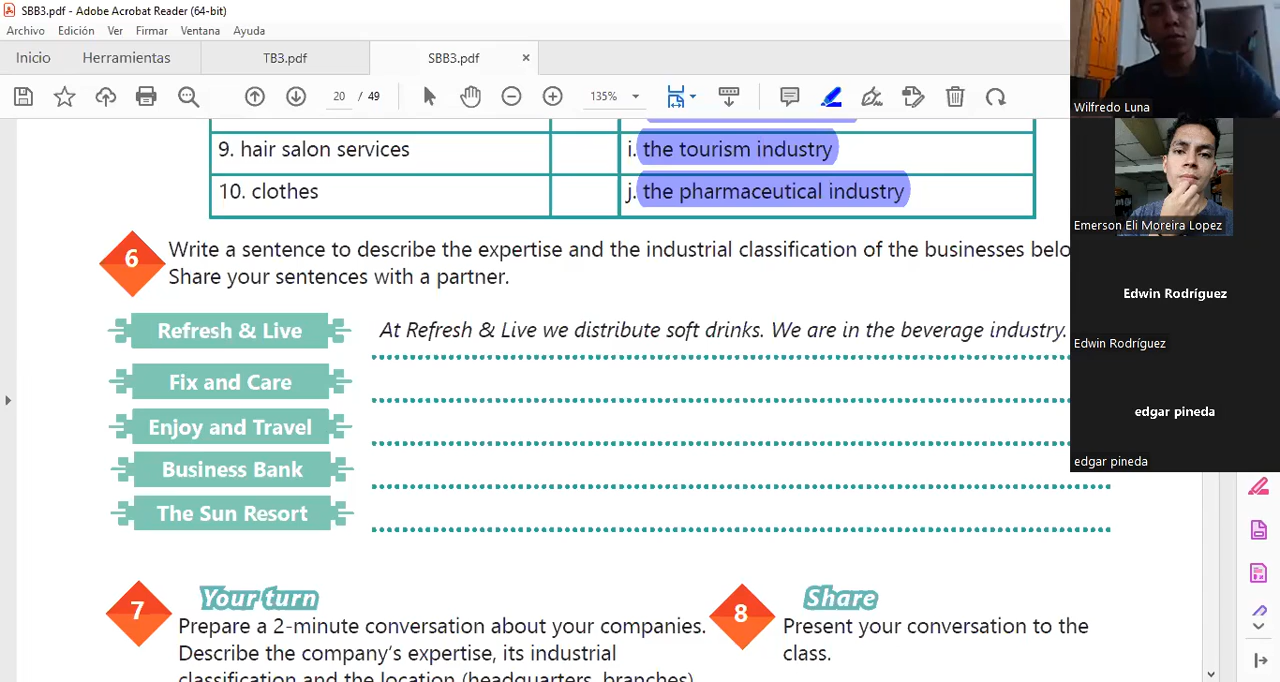 SBB3.pdf - Adobe Acrobat Reader (64-bit)
Archivo Edición Ver Firmar Ventana Ayuda
Inicio Herramientas TB3.pdf SBB3.pdf ×
20 / 49 135%
9. hair salon services i. the tourism industry
10. clothes j. the pharmaceutical industry
6 Write a sentence to describe the expertise and the industrial classification of the businesses belo
Share your sentences with a partner.
Refresh & Live At Refresh & Live we distribute soft drinks. We are in the beverage industry.
Fix and Care
Enjoy and Travel
Business Bank
The Sun Resort
7 Your turn
Prepare a 2-minute conversation about your companies.
Describe the company's expertise, its industrial
classification and the location (headquarters, branches)
8 Share
Present your conversation to the
class.
Wilfredo Luna
Emerson Eli Moreira Lopez
Edwin Rodríguez
Edwin Rodríguez
edgar pineda
edgar pineda